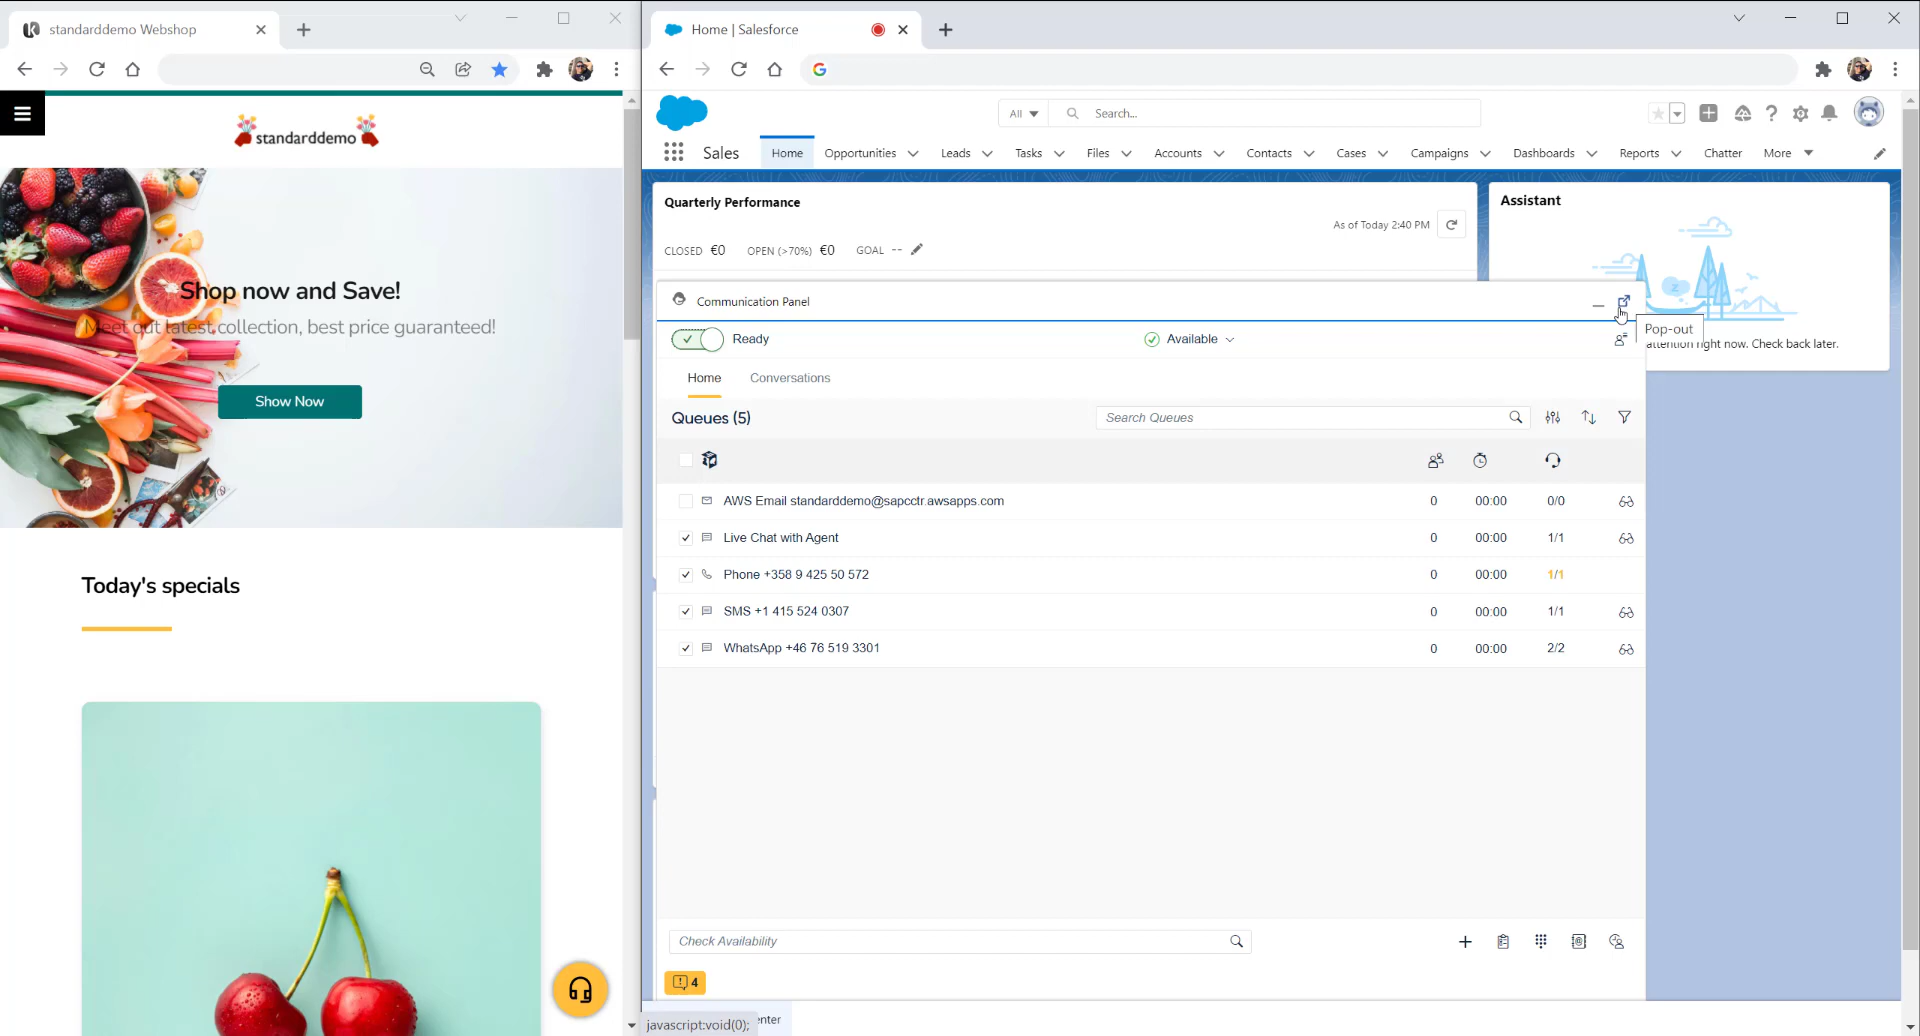 standarddemo Webshop
standarddemo
Shop now and Save!
Meet out latest collection, best price guaranteed!
Show Now
Today's specials
Home | Salesforce
All
Search...
Sales
Home
Opportunities
Leads
Tasks
Files
Accounts
Contacts
Cases
Campaigns
Dashboards
Reports
Chatter
More
Quarterly Performance
As of Today 2:40 PM
CLOSED €0 OPEN (>70%) €0 GOAL --
Assistant
Communication Panel
Pop-out
attention right now. Check back later.
Ready
Available
Home
Conversations
Queues (5)
Search Queues
AWS Email standarddemo@sapcctr.awsapps.com 0 00:00 0/0
Live Chat with Agent 0 00:00 1/1
Phone +358 9 425 50 572 0 00:00 1/1
SMS +1 415 524 0307 0 00:00 1/1
WhatsApp +46 76 519 3301 0 00:00 2/2
Check Availability
4
javascript:void(0);
enter